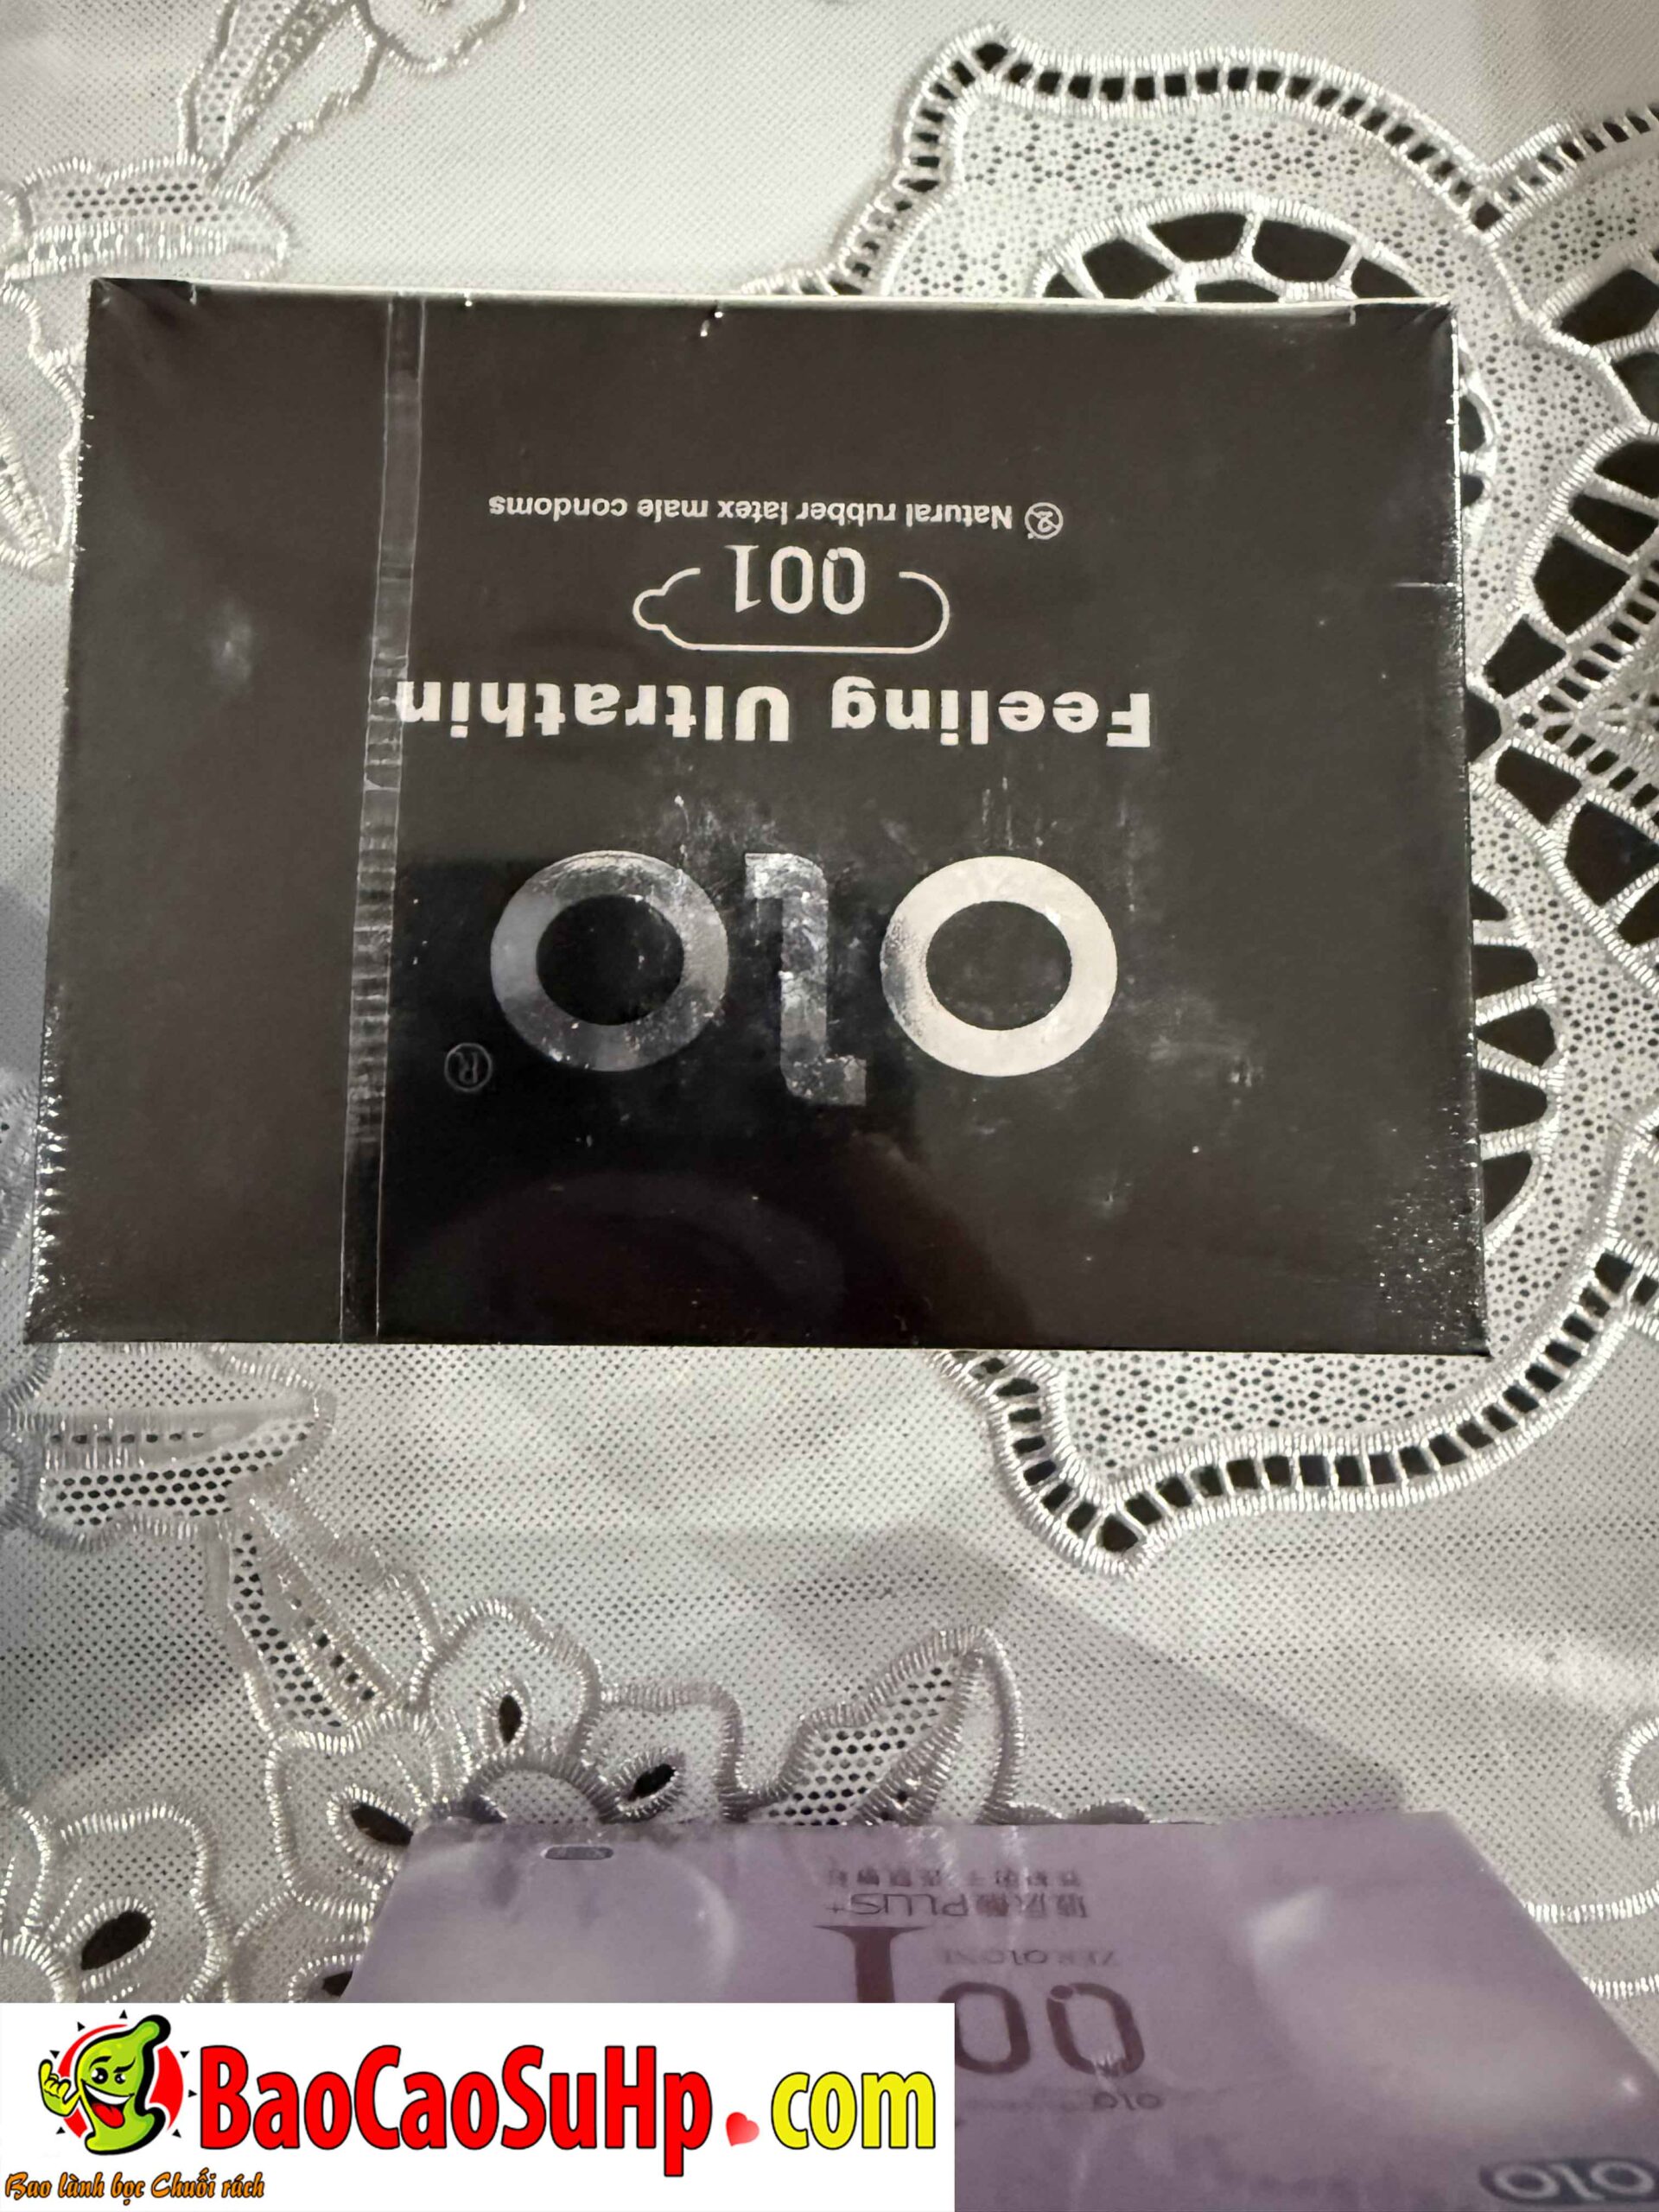 OLO®
Feeling Ultrathin
001
Natural rubber latex male condoms
PLUS+
001
OLO
OLO
BaoCaoSuHp.com
Bao lành bọc Chuối rách